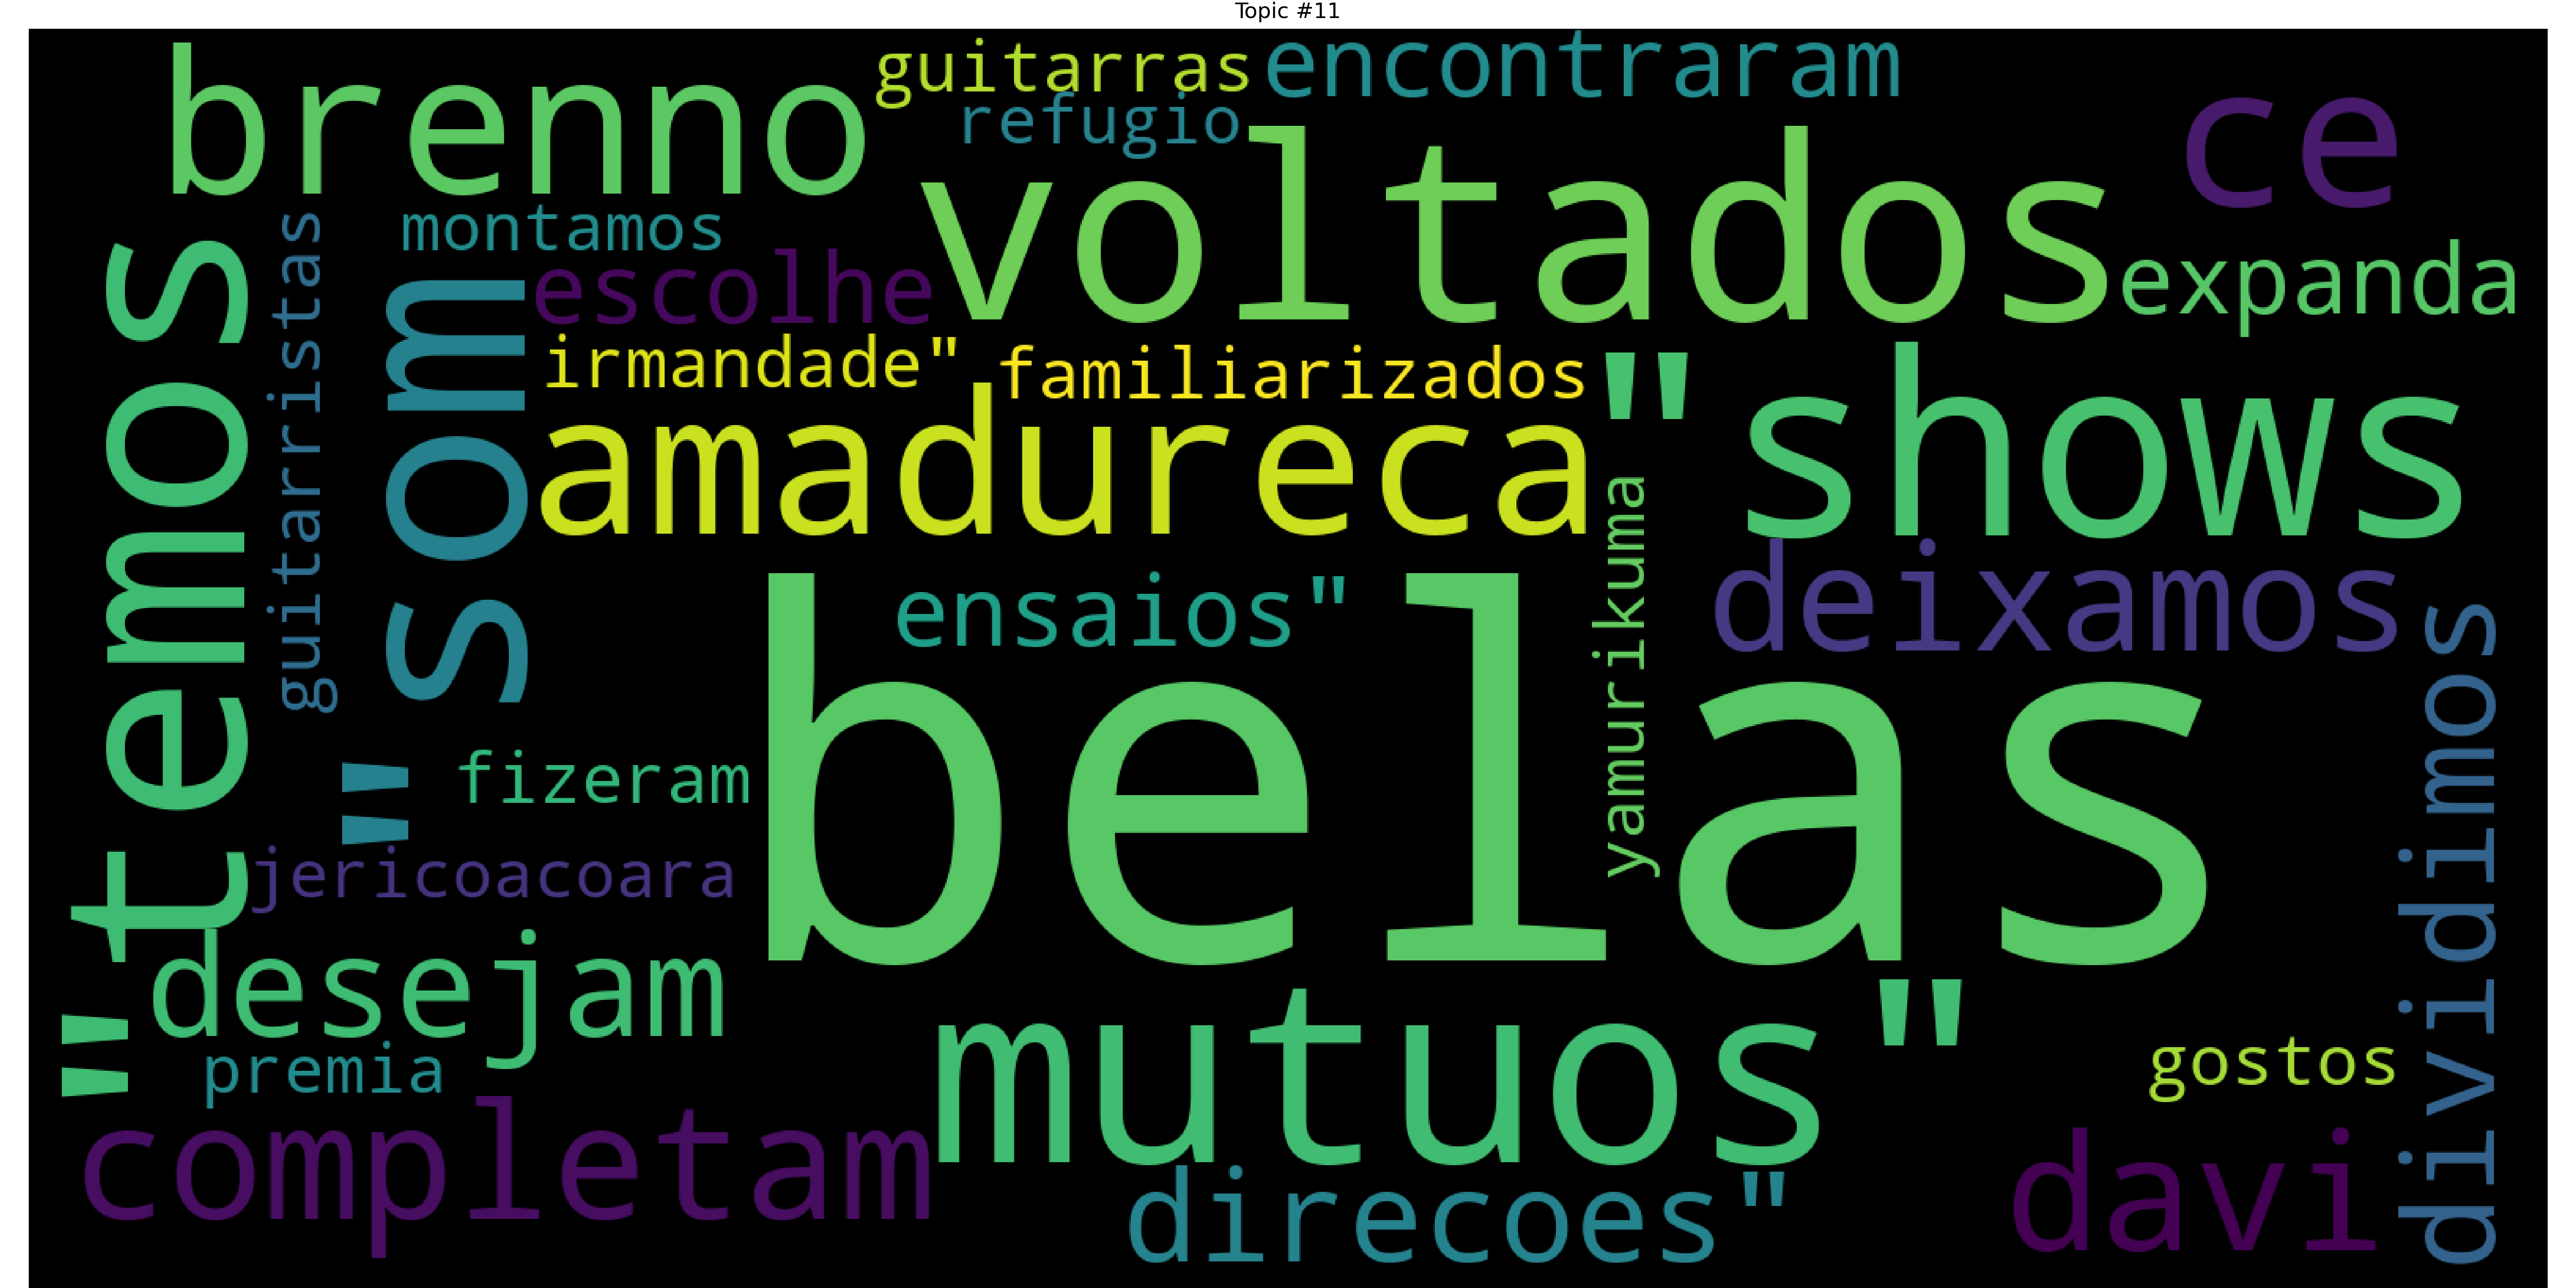 Topic #11
brenno
guitarras
encontraram
refugio
ce
voltados
montamos
escolhe
expanda
"temos
guitarristas
"som
irmandade"
familiarizados
amadureca
"shows
ensaios"
yamurikuma
deixamos
belas
dividimos
fizeram
jericoacoara
desejam
mutuos"
premia
gostos
completam
direcoes"
davi